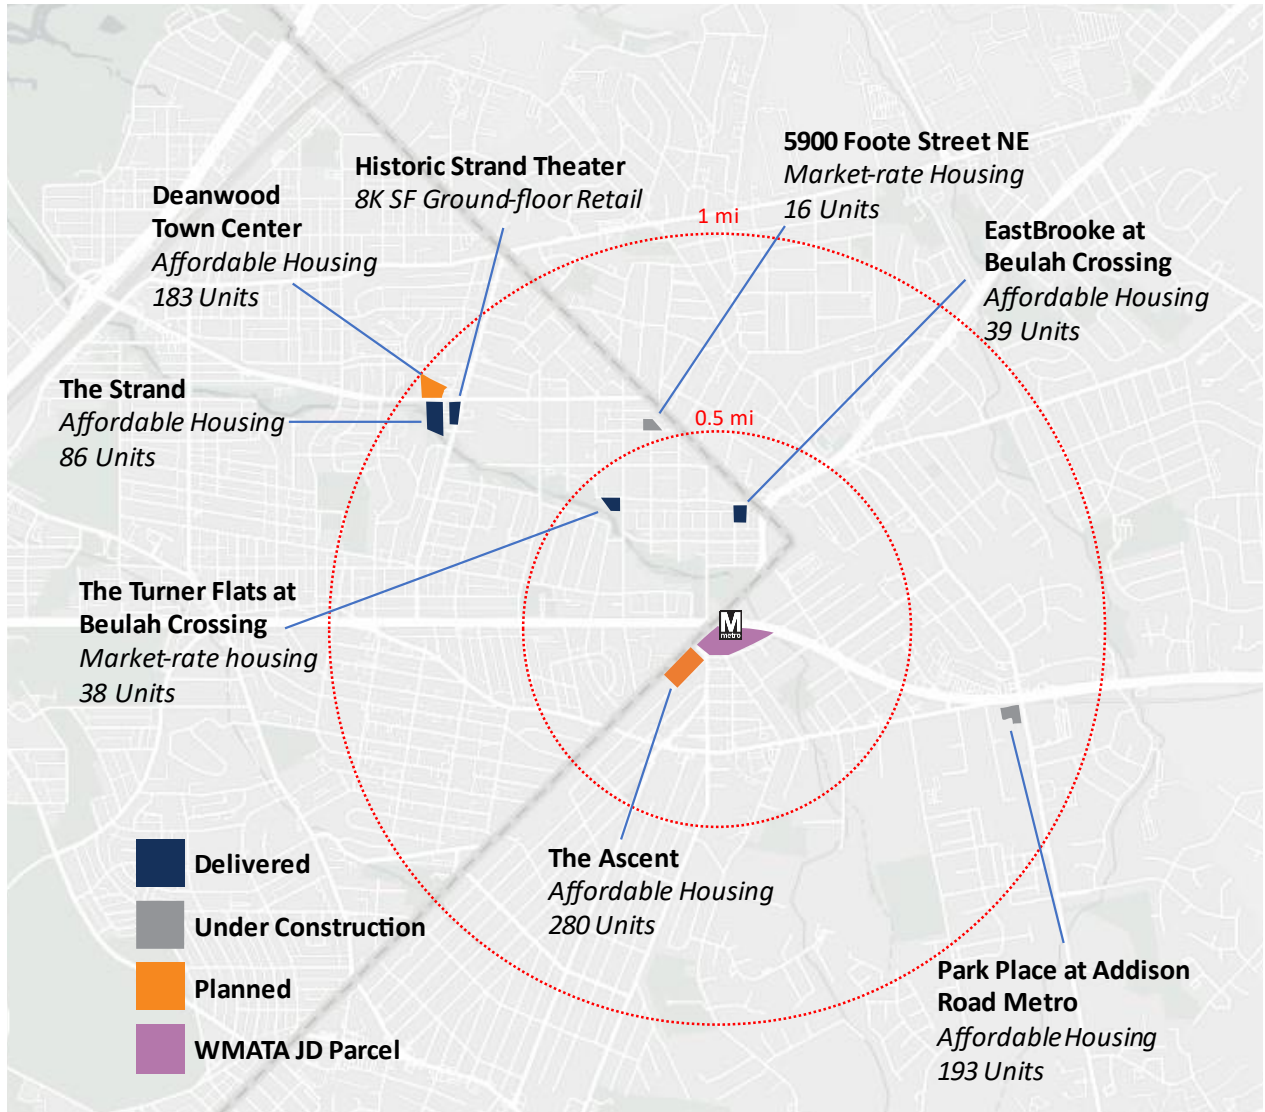 5900 Foote Street NE
Market-rate Housing
16 Units
Historic Strand Theater
8K SF Ground-floor Retail
Deanwood
Town Center
Affordable Housing
183 Units
1 mi
EastBrooke at
Beulah Crossing
Affordable Housing
39 Units
The Strand
Affordable Housing
86 Units
0.5 mi
The Turner Flats at
Beulah Crossing
Market-rate housing
38 Units
M
metro
The Ascent
Affordable Housing
280 Units
Delivered
Under Construction
Planned
WMATA JD Parcel
Park Place at Addison
Road Metro
Affordable Housing
193 Units